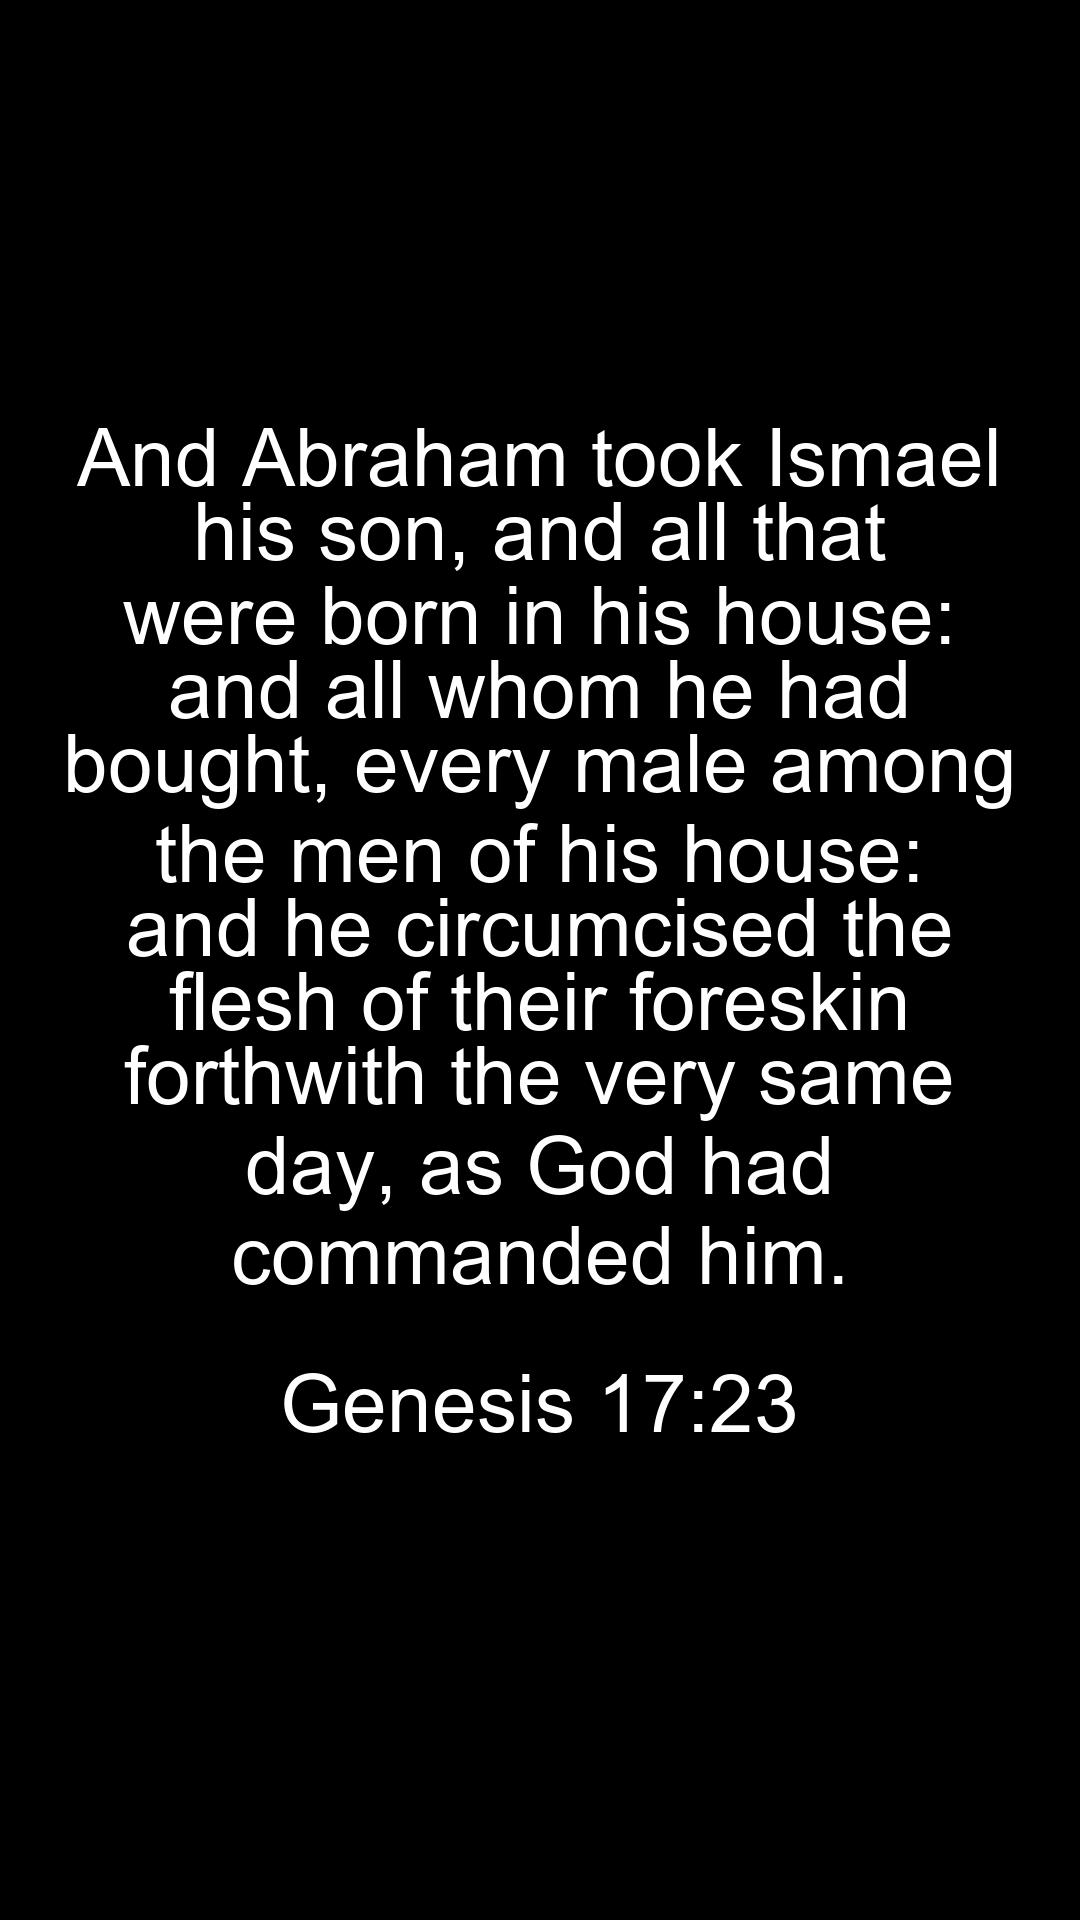 And Abraham took Ismael
his son, and all that
were born in his house:
and all whom he had
bought, every male among
the men of his house:
and he circumcised the
flesh of their foreskin
forthwith the very same
day, as God had
commanded him.
Genesis 17:23